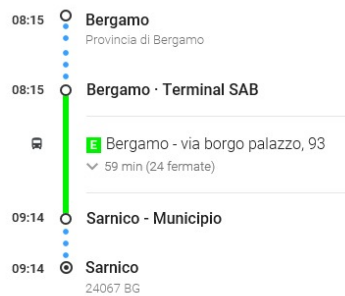 08:15 Bergamo
Provincia di Bergamo
08:15 Bergamo · Terminal SAB
E Bergamo - via borgo palazzo, 93
59 min (24 fermate)
09:14 Sarnico - Municipio
09:14 Sarnico
24067 BG